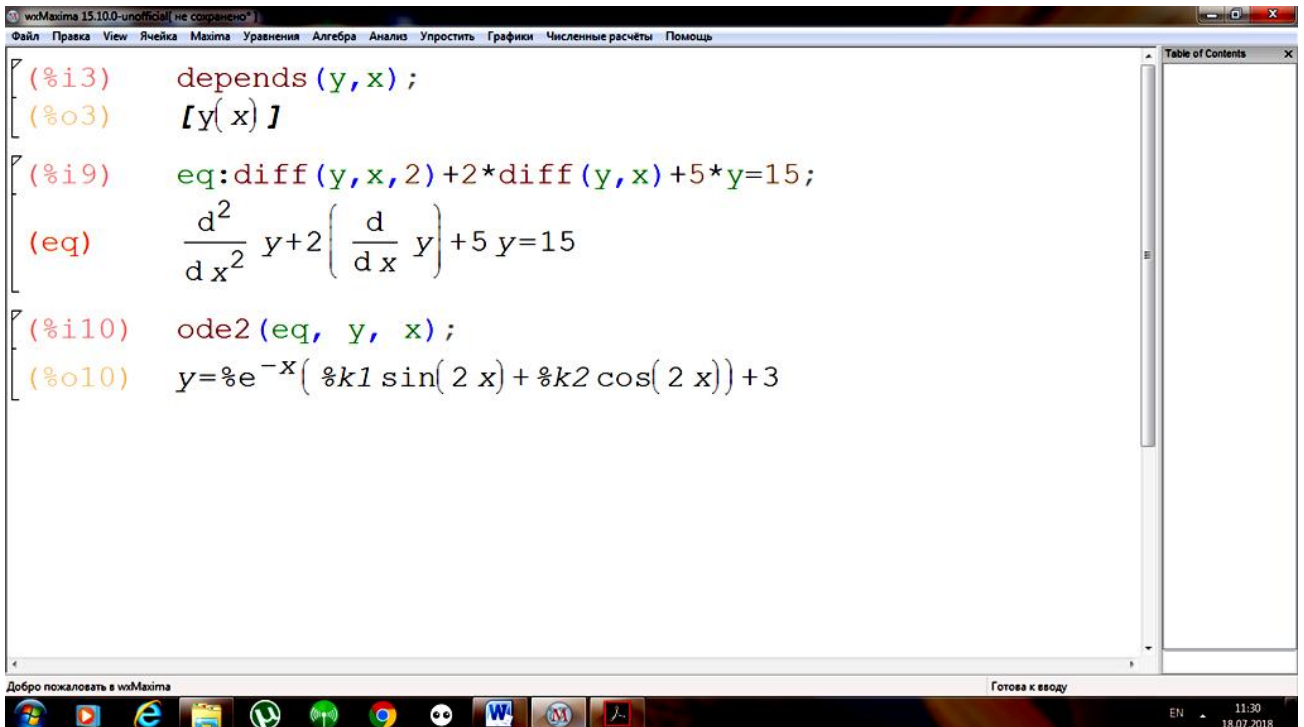 wxMaxima 15.10.0-unofficial[ не сохранено* ]
Файл Правка View Ячейка Maxima Уравнения Алгебра Анализ Упростить Графики Численные расчёты Помощь
Table of Contents x
(%i3) depends(y,x);
(%o3) [y(x)]
(%i9) eq:diff(y,x,2)+2*diff(y,x)+5*y=15;
(eq) d²/dx² y+2(d/dx y)+5 y=15
(%i10) ode2(eq, y, x);
(%o10) y=%e^-x(%k1 sin(2 x)+%k2 cos(2 x))+3
Добро пожаловать в wxMaxima Готова к вводу
EN 11:30
18.07.2018